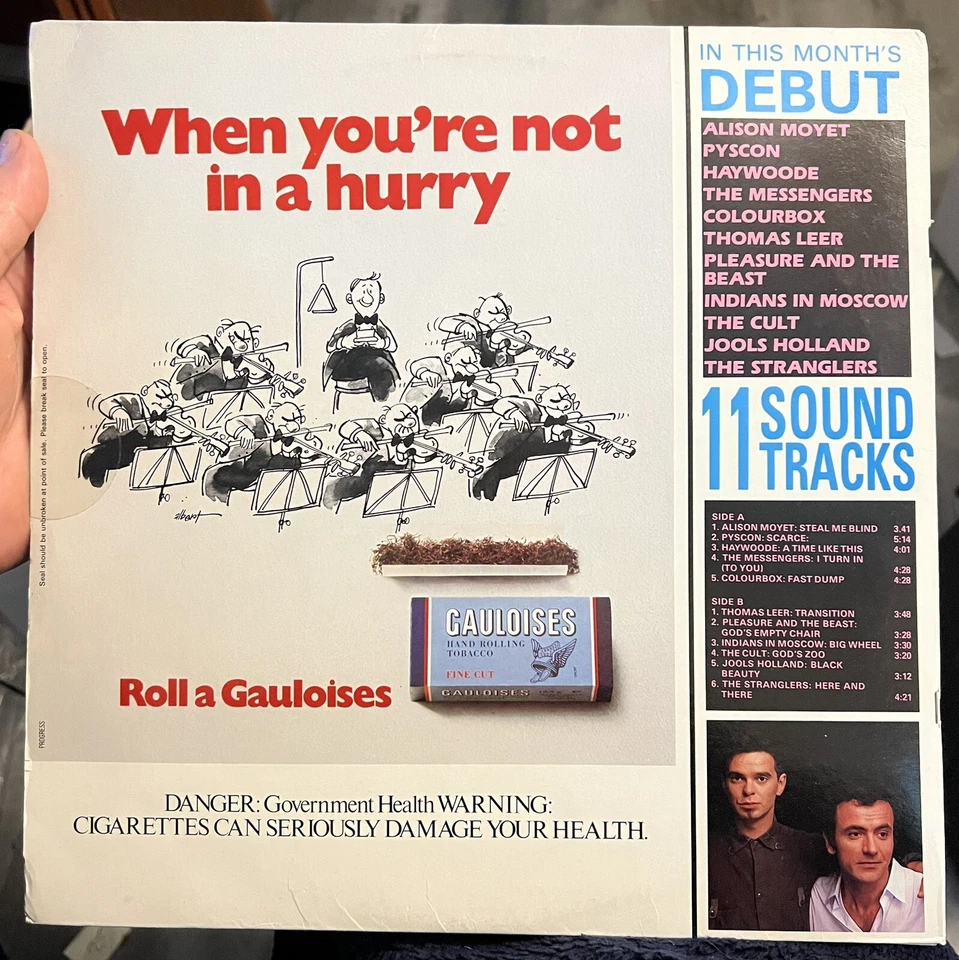 When you're not
in a hurry
albert
GAULOISES
HAND ROLLING
TOBACCO
FINE CUT
GAULOISES
Roll a Gauloises
DANGER: Government Health WARNING:
CIGARETTES CAN SERIOUSLY DAMAGE YOUR HEALTH.
Seal should be unbroken at point of sale. Please break seal to open.
PROGRESS
IN THIS MONTH'S
DEBUT
ALISON MOYET
PYSCON
HAYWOODE
THE MESSENGERS
COLOURBOX
THOMAS LEER
PLEASURE AND THE
BEAST
INDIANS IN MOSCOW
THE CULT
JOOLS HOLLAND
THE STRANGLERS
11 SOUND
TRACKS
SIDE A
1. ALISON MOYET: STEAL ME BLIND 3.41
2. PYSCON: SCARCE: 5:14
3. HAYWOODE: A TIME LIKE THIS 4:01
4. THE MESSENGERS: I TURN IN
(TO YOU) 4:28
5. COLOURBOX: FAST DUMP 4:28
SIDE B
1. THOMAS LEER: TRANSITION 3:48
2. PLEASURE AND THE BEAST:
GOD'S EMPTY CHAIR 3:28
3. INDIANS IN MOSCOW: BIG WHEEL 3:30
4. THE CULT: GOD'S ZOO 3:20
5. JOOLS HOLLAND: BLACK
BEAUTY 3:12
6. THE STRANGLERS: HERE AND
THERE 4:21